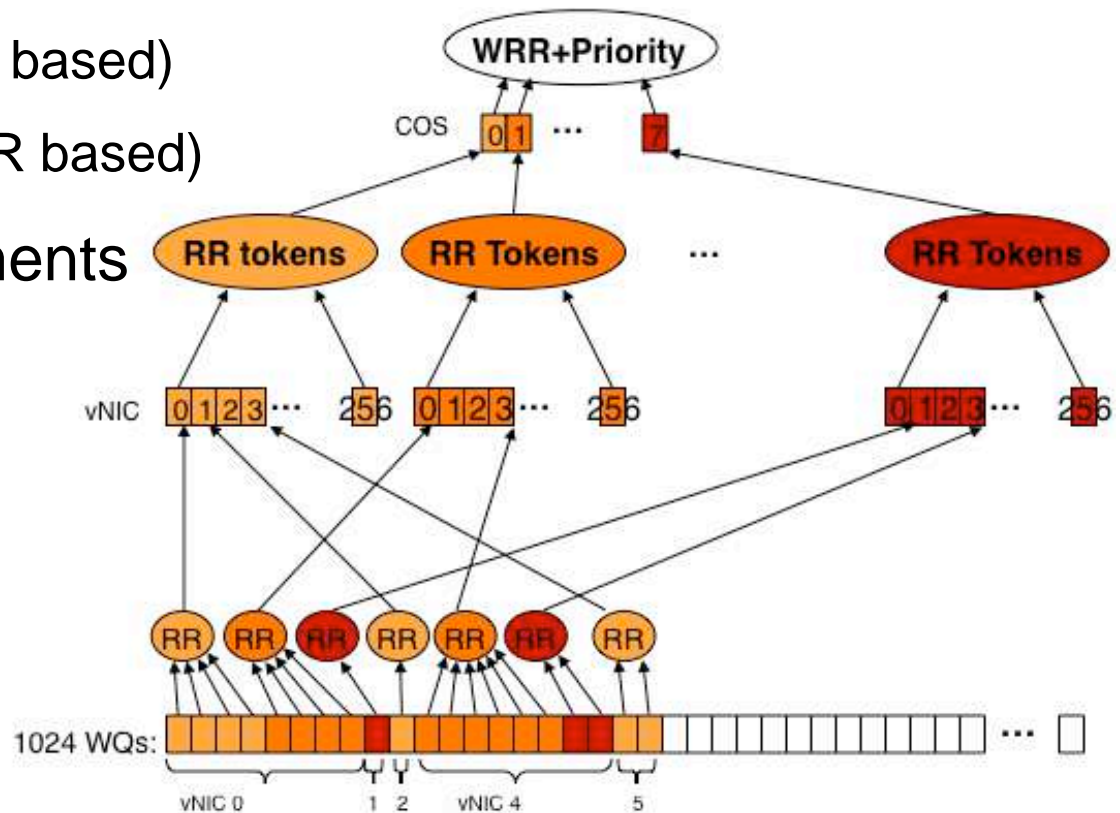 based)
WRR+Priority
COS 0 1 ... 7
R based)
RR tokens RR Tokens ... RR Tokens
nents
vNIC 0 1 2 3 ... 256 0 1 2 3 ... 256 0 1 2 3 ... 256
RR RR RR RR RR RR RR
1024 WQs: ...
vNIC 0 1 2 vNIC 4 5